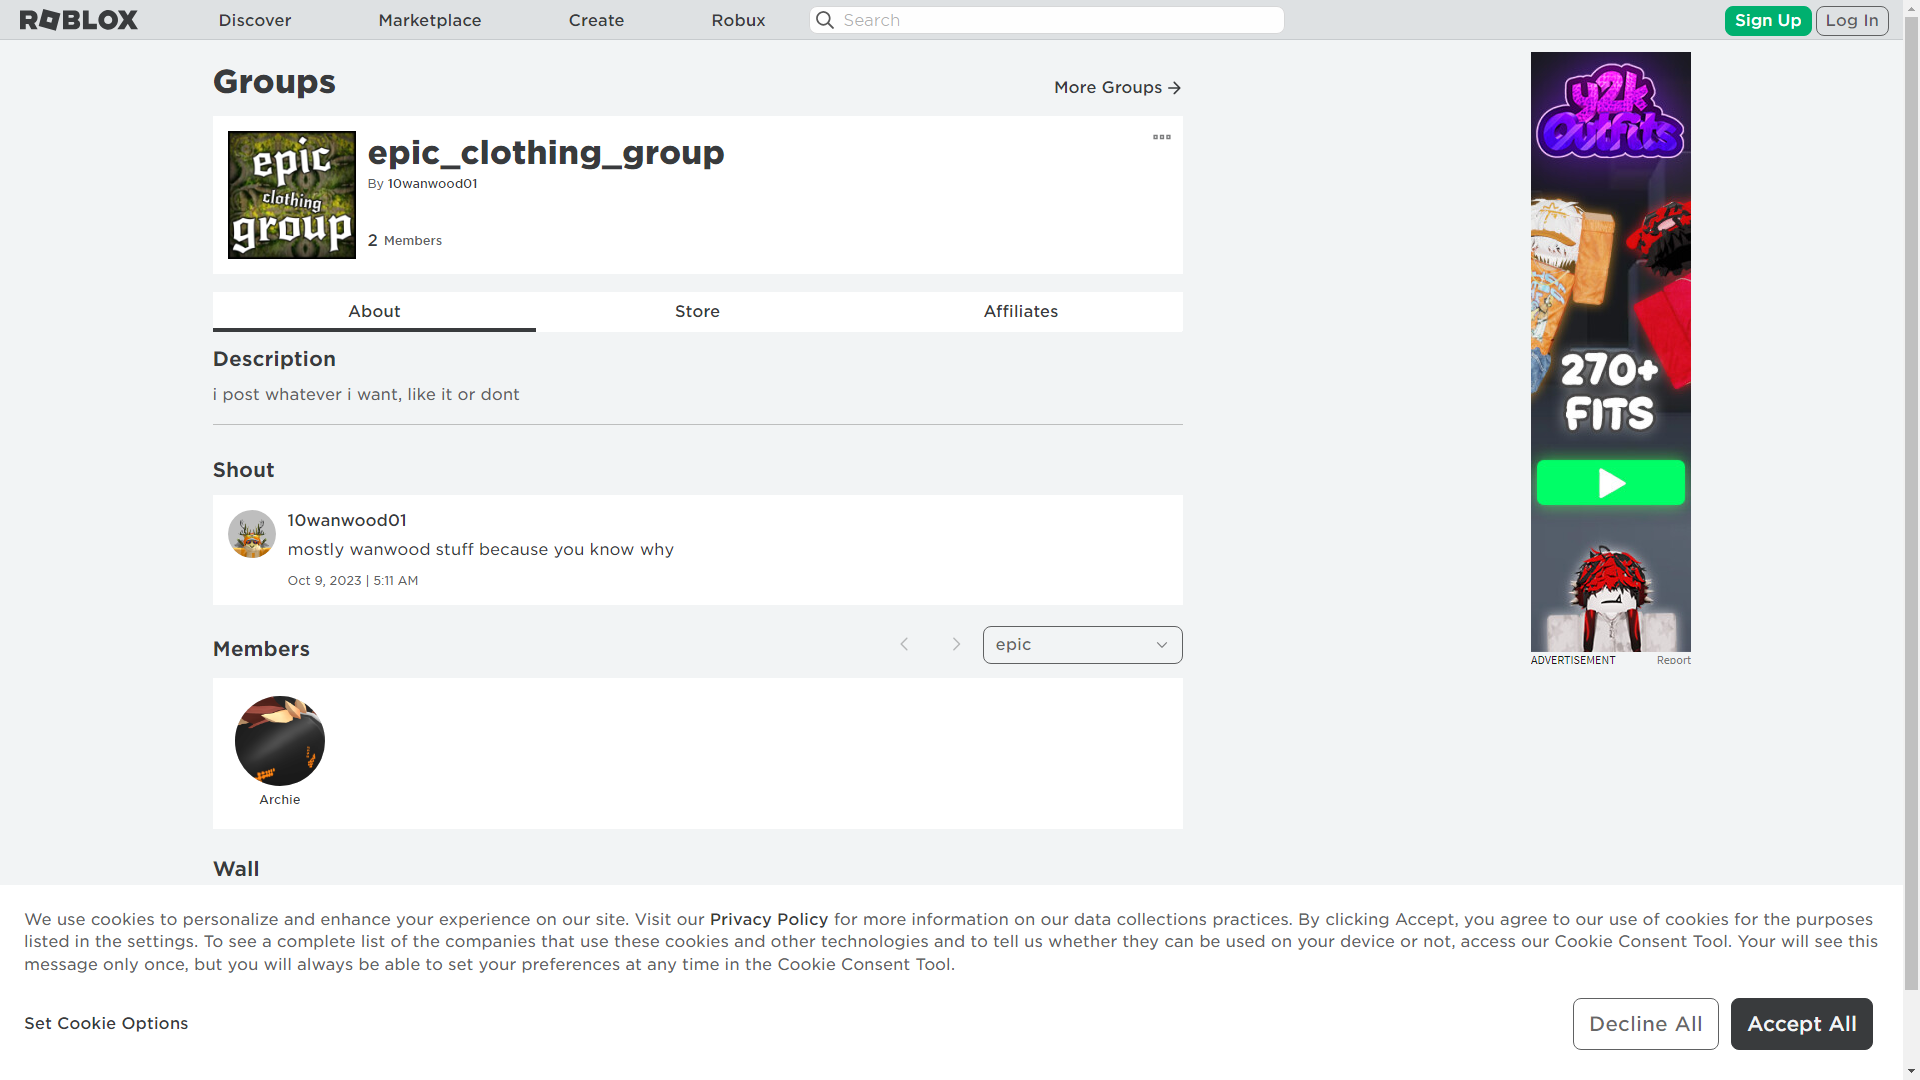 ROBLOX
Discover
Marketplace
Create
Robux
Search
Sign Up
Log In
Groups
More Groups
epic
clothing
group
epic_clothing_group
By 10wanwood01
2 Members
About
Store
Affiliates
Description
i post whatever i want, like it or dont
Shout
10wanwood01
mostly wanwood stuff because you know why
Oct 9, 2023 | 5:11 AM
Members
epic
Archie
Wall
y2k
Outfits
270+
FITS
ADVERTISEMENT
Report
We use cookies to personalize and enhance your experience on our site. Visit our Privacy Policy for more information on our data collections practices. By clicking Accept, you agree to our use of cookies for the purposes
listed in the settings. To see a complete list of the companies that use these cookies and other technologies and to tell us whether they can be used on your device or not, access our Cookie Consent Tool. Your will see this
message only once, but you will always be able to set your preferences at any time in the Cookie Consent Tool.
Set Cookie Options
Decline All
Accept All